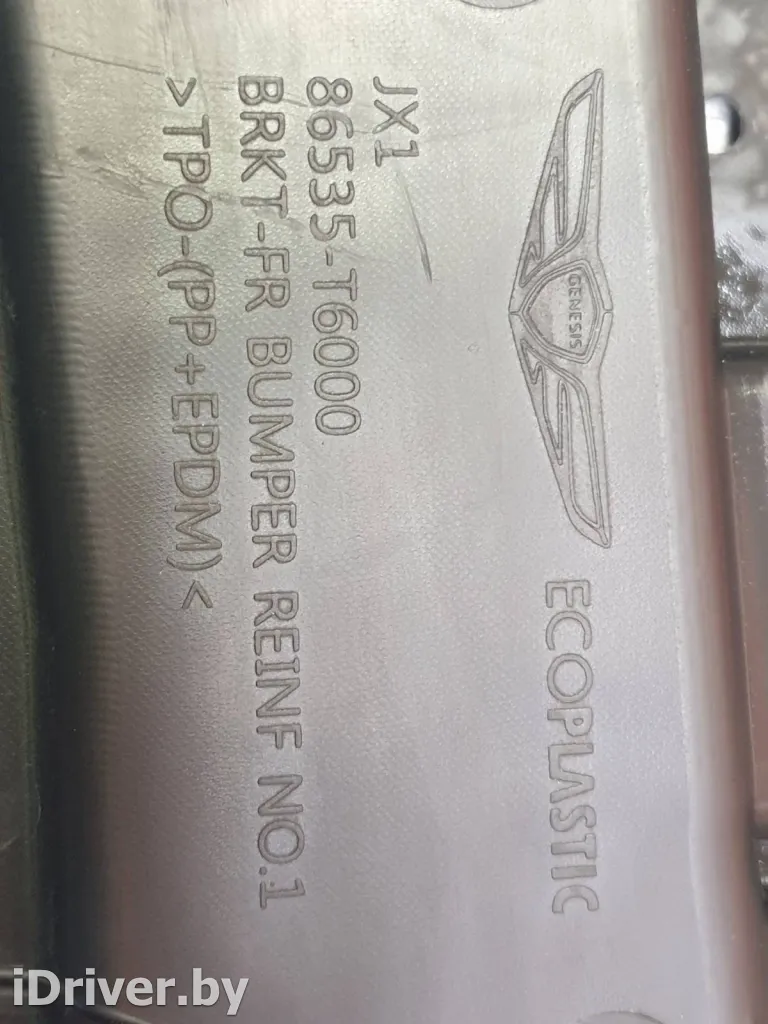 GENESIS
ECOPLASTIC
JX1
86535-T6000
BRKT-FR BUMPER REINF NO.1
>TPO-(PP+EPDM)<
iDriver.by